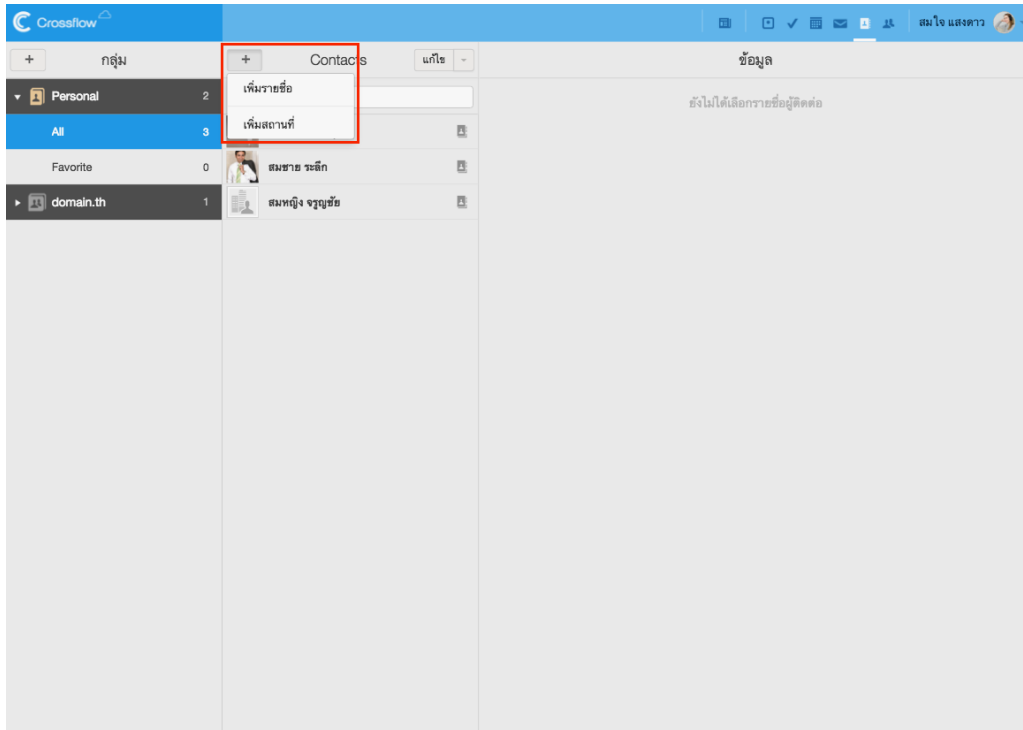 Crossflow
สมใจ แสงดาว
+ กลุ่ม
+ Contacts แก้ไข
ข้อมูล
Personal 2
All 3
Favorite 0
domain.th 1
เพิ่มรายชื่อ
เพิ่มสถานที่
สมชาย ระลึก
สมหญิง จรูญชัย
ยังไม่ได้เลือกรายชื่อผู้ติดต่อ